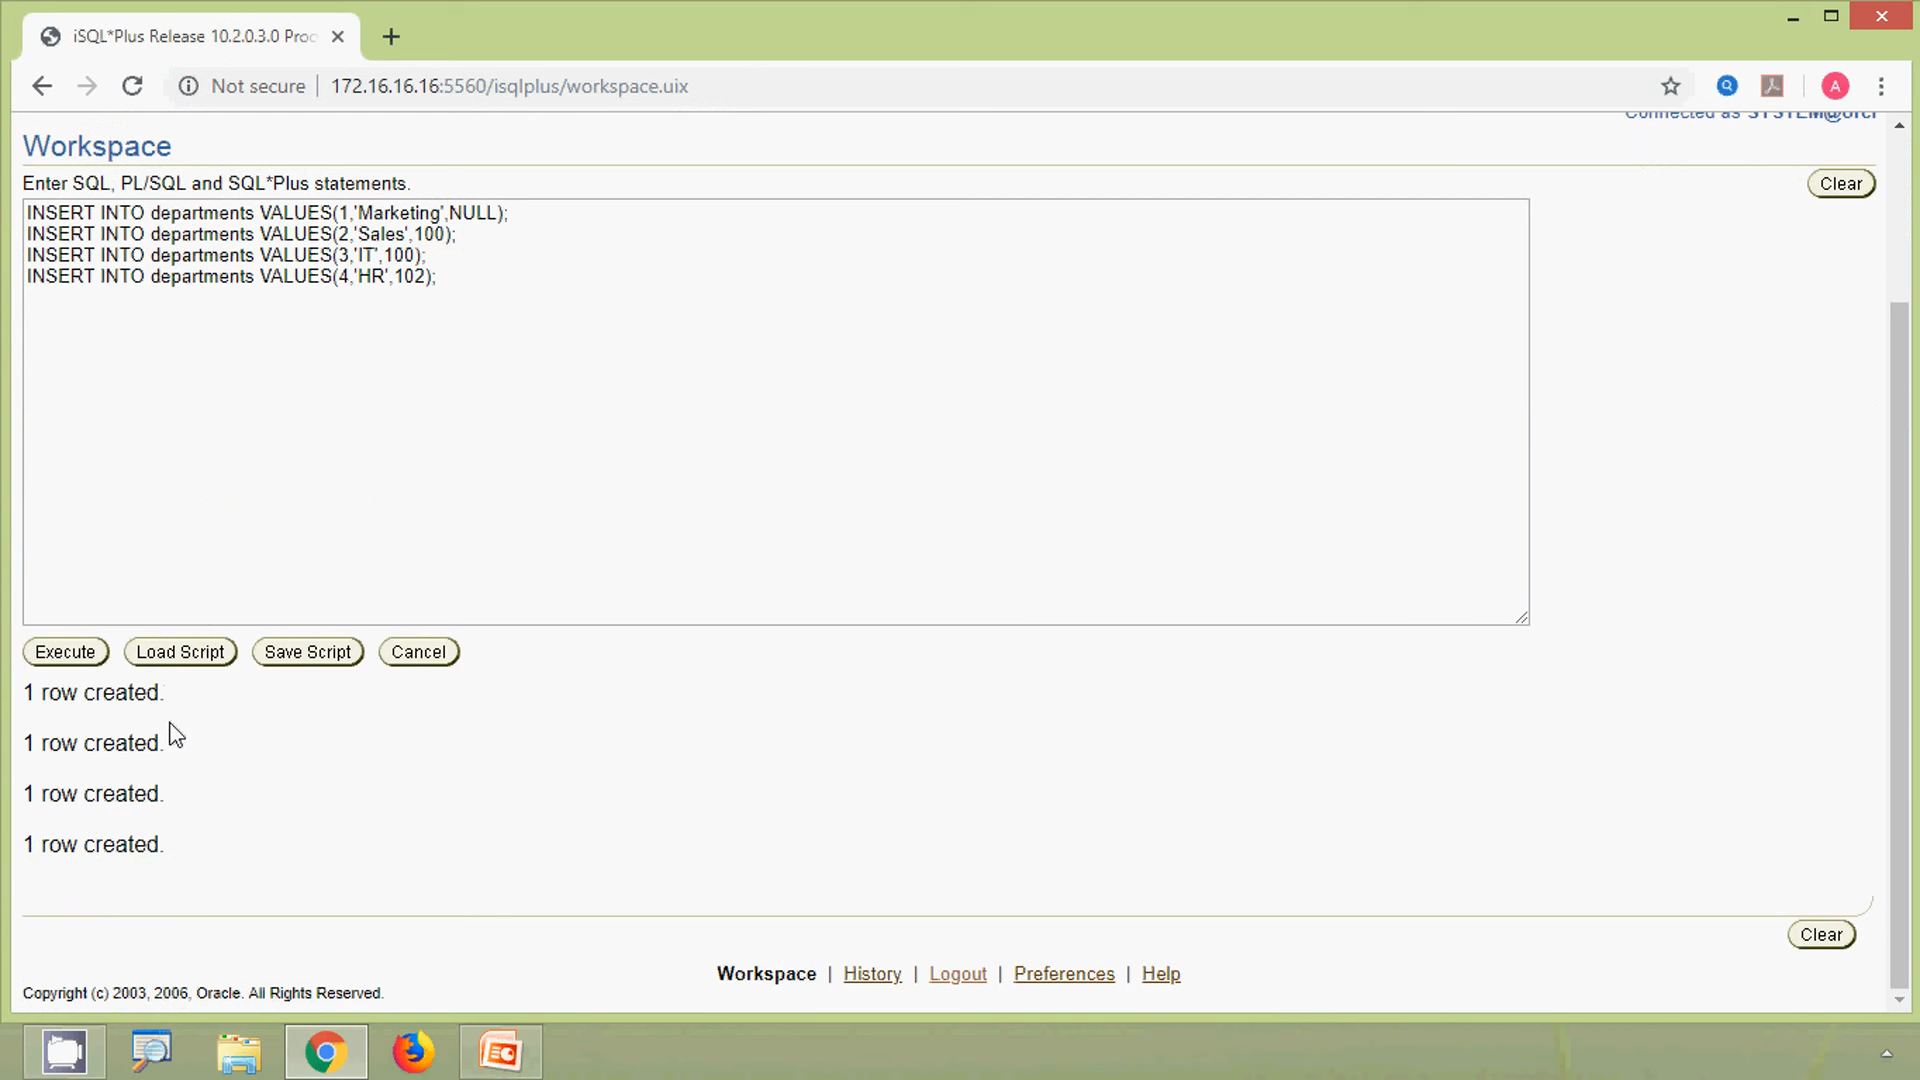 iSQL*Plus Release 10.2.0.3.0 Proc
Not secure
172.16.16.16:5560/isqlplus/workspace.uix
A
Connected as SYSTEM@orcl
Workspace
Enter SQL, PL/SQL and SQL*Plus statements.
Clear
INSERT INTO departments VALUES(1,'Marketing',NULL);
INSERT INTO departments VALUES(2,'Sales',100);
INSERT INTO departments VALUES(3,'IT',100);
INSERT INTO departments VALUES(4,'HR',102);
Execute Load Script Save Script Cancel
1 row created.
1 row created.
1 row created.
1 row created.
Clear
Workspace | History | Logout | Preferences | Help
Copyright (c) 2003, 2006, Oracle. All Rights Reserved.